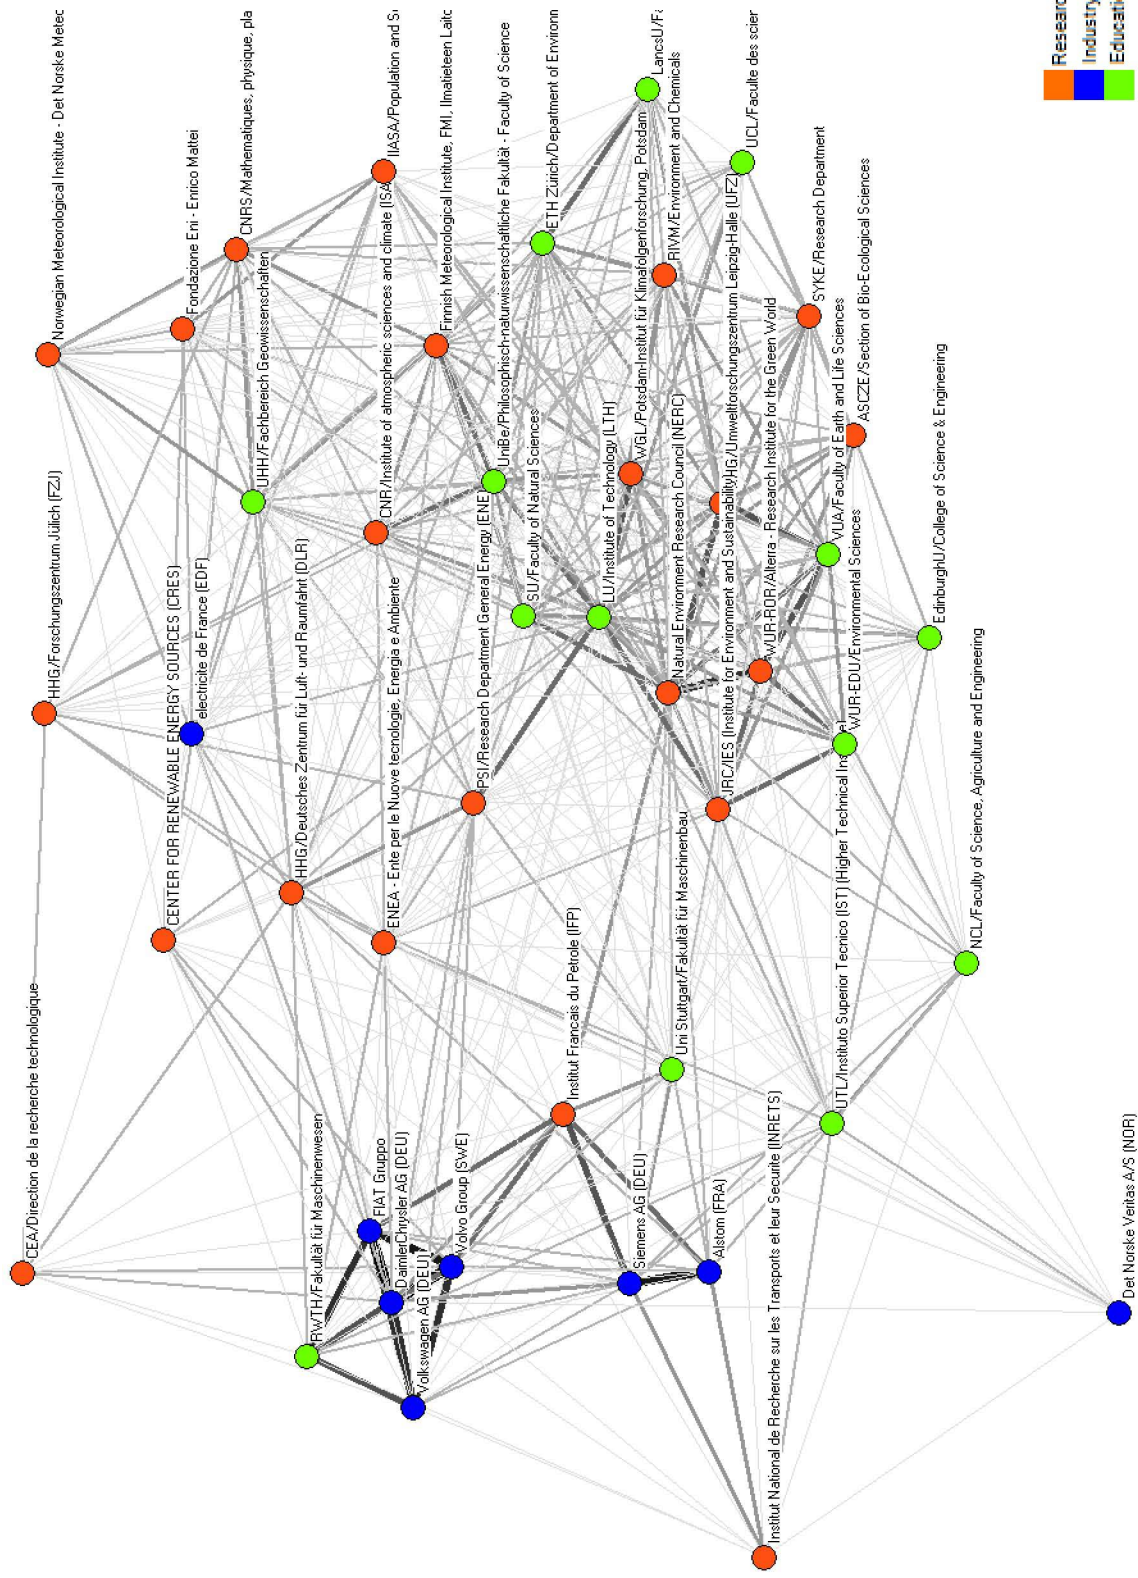 Norwegian Meteorological Institute - Det Norske Metec
Fondazione Eni - Enrico Mattei
CNRS/Mathematiques, physique, pla
IIASA/Population and
UHH/Fachbereich Geowissenschaften
CNR/Institute of atmospheric sciences and climate (ISA
Finnish Meteorological Institute, FMI, Ilmatieteen Laito
UniBe/Philosophisch-naturwissenschaftliche Fakultät - Faculty of Science
ETH Zürich/Department of Environn
LancsU/Fa
RIVM/Environment and Chemicals
UCL/Faculte des scier
WGL/Potsdam-Institut für Klimafolgenforschung, Potsdam
HG/Umweltforschungszentrum Leipzig-Halle (UFZ)
SYKE/Research Department
ASCZE/Section of Bio-Ecological Sciences
VUA/Faculty of Earth and Life Sciences
SU/Faculty of Natural Sciences
LU/Institute of Technology (LTH)
Natural Environment Research Council (NERC)
WUR-ROR/Alterra - Research Institute for the Green World
WUR-EDU/Environmental Sciences
EdinburghU/College of Science & Engineering
HHG/Forschungszentrum Jülich (FZJ)
electricite de France (EDF)
CENTER FOR RENEWABLE ENERGY SOURCES (CRES)
HHG/Deutsches Zentrum für Luft- und Raumfahrt (DLR)
ENEA - Ente per le Nuove tecnologie, Energia e Ambiente
PSI/Research Department General Energy (ENE)
JRC/IES (Institute for Environment and Sustainability
NCL/Faculty of Science, Agriculture and Engineering
Uni Stuttgart/Fakultät für Maschinenbau
Institut Francais du Petrole (IFP)
UTL/Instituto Superior Tecnico (IST) (Higher Technical Ins e)
CEA/Direction de la recherche technologique
RWTH/Fakultät für Maschinenwesen
FIAT Gruppo
DaimlerChrysler AG (DEU)
Volvo Group (SWE)
Volkswagen AG (DEU)
Siemens AG (DEU)
Alstom (FRA)
Institut National de Recherche sur les Transports et leur Securite (INRETS)
Det Norske Veritas A/S (NOR)
Researc
Industry
Educatio